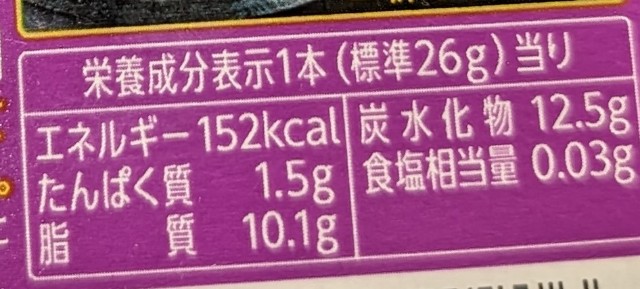 栄養成分表示1本(標準26g)当り
エネルギー 152kcal
たんぱく質 1.5g
脂質 10.1g
炭水化物 12.5g
食塩相当量 0.03g